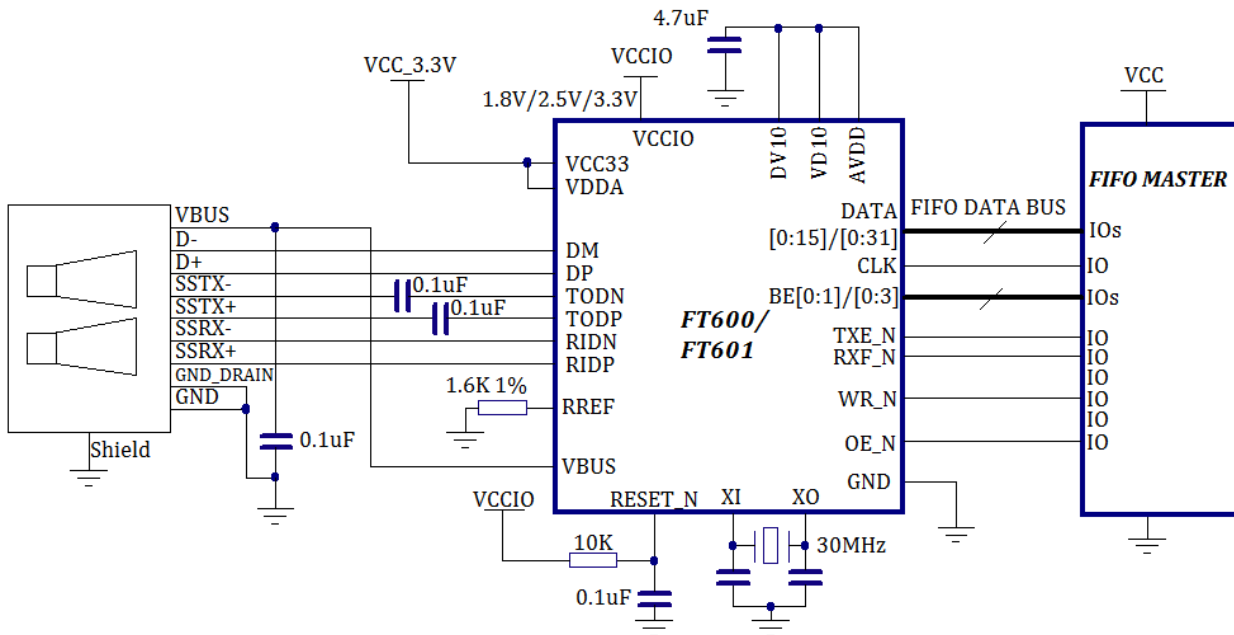 4.7uF
VCC_3.3V
VCCIO
1.8V/2.5V/3.3V
VCC
VCCIO
DV10
VD10
AVDD
VCC33
VDDA
FIFO MASTER
VBUS
D-
D+
SSTX-
SSTX+
SSRX-
SSRX+
GND_DRAIN
GND
Shield
0.1uF
0.1uF
0.1uF
1.6K 1%
DM
DP
TODN
TODP
RIDN
RIDP
RREF
VBUS
FT600/
FT601
DATA
[0:15]/[0:31]
CLK
BE[0:1]/[0:3]
TXE_N
RXF_N
WR_N
OE_N
GND
FIFO DATA BUS
IOs
IO
IOs
IO
IO
IO
IO
IO
IO
RESET_N
XI
XO
VCCIO
10K
0.1uF
30MHz